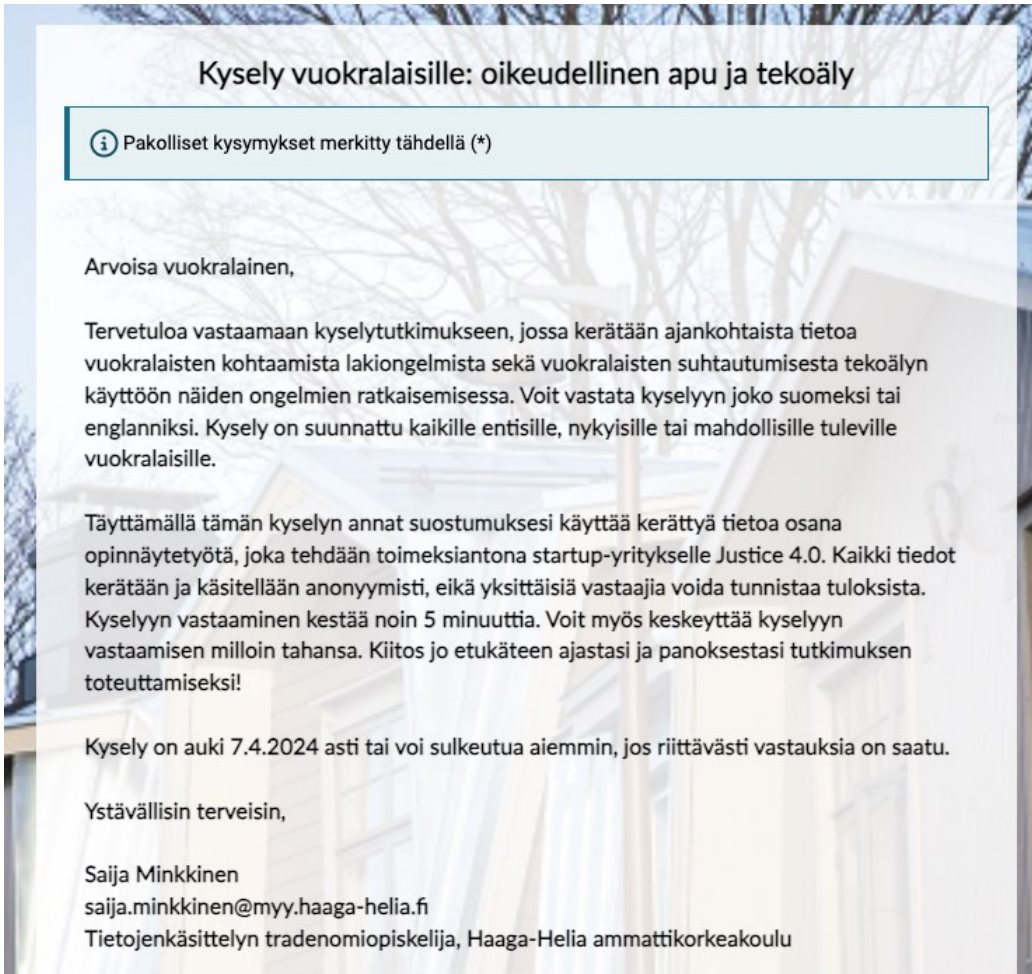 Kysely vuokralaisille: oikeudellinen apu ja tekoäly
Pakolliset kysymykset merkitty tähdellä (*)
Arvoisa vuokralainen,
Tervetuloa vastaamaan kyselytutkimukseen, jossa kerätään ajankohtaista tietoa
vuokralaisten kohtaamista lakiongelmista sekä vuokralaisten suhtautumisesta tekoälyn
käyttöön näiden ongelmien ratkaisemisessa. Voit vastata kyselyyn joko suomeksi tai
englanniksi. Kysely on suunnattu kaikille entisille, nykyisille tai mahdollisille tuleville
vuokralaisille.
Täyttämällä tämän kyselyn annat suostumuksesi käyttää kerättyä tietoa osana
opinnäytetyötä, joka tehdään toimeksiantona startup-yritykselle Justice 4.0. Kaikki tiedot
kerätään ja käsitellään anonyymisti, eikä yksittäisiä vastaajia voida tunnistaa tuloksista.
Kyselyyn vastaaminen kestää noin 5 minuuttia. Voit myös keskeyttää kyselyyn
vastaamisen milloin tahansa. Kiitos jo etukäteen ajastasi ja panoksestasi tutkimuksen
toteuttamiseksi!
Kysely on auki 7.4.2024 asti tai voi sulkeutua aiemmin, jos riittävästi vastauksia on saatu.
Ystävällisin terveisin,
Saija Minkkinen
saija.minkkinen@myy.haaga-helia.fi
Tietojenkäsittelyn tradenomiopiskelija, Haaga-Helia ammattikorkeakoulu